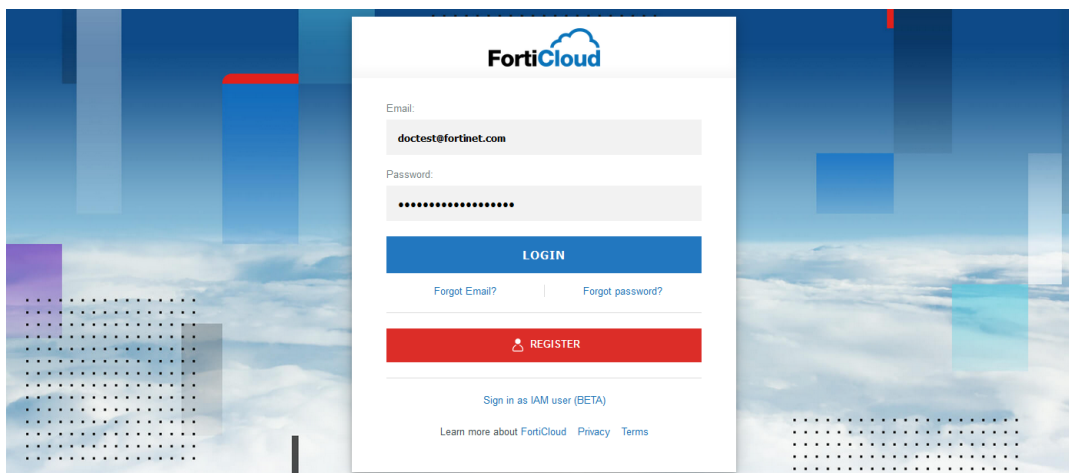 FortiCloud
Email:
doctest@fortinet.com
Password:
LOGIN
Forgot Email? Forgot password?
REGISTER
Sign in as IAM user (BETA)
Learn more about FortiCloud Privacy Terms